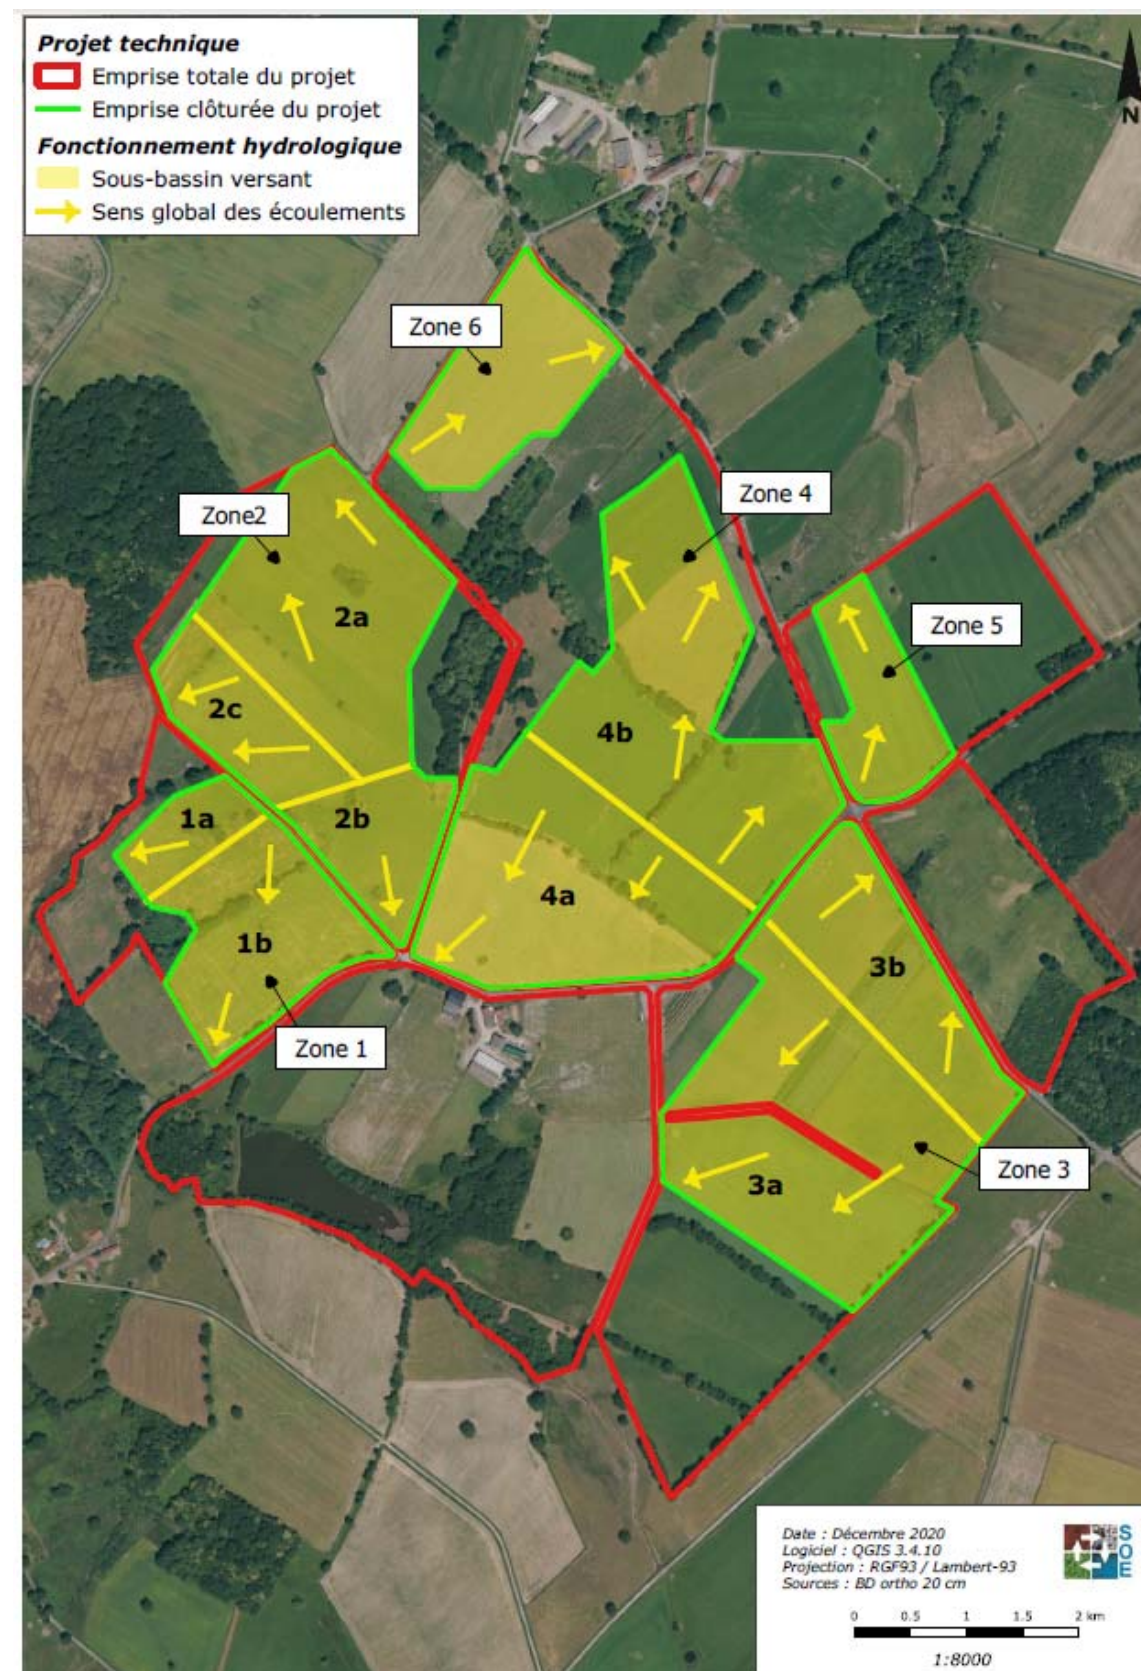 Projet technique
Emprise totale du projet
Emprise clôturée du projet
Fonctionnement hydrologique
Sous-bassin versant
Sens global des écoulements
N
Zone 6
Zone 4
Zone2
2a
Zone 5
2c
4b
1a
2b
4a
1b
3b
Zone 1
Zone 3
3a
Date : Décembre 2020
Logiciel : QGIS 3.4.10
Projection : RGF93 / Lambert-93
Sources : BD ortho 20 cm
SOE
0 0.5 1 1.5 2 km
1:8000